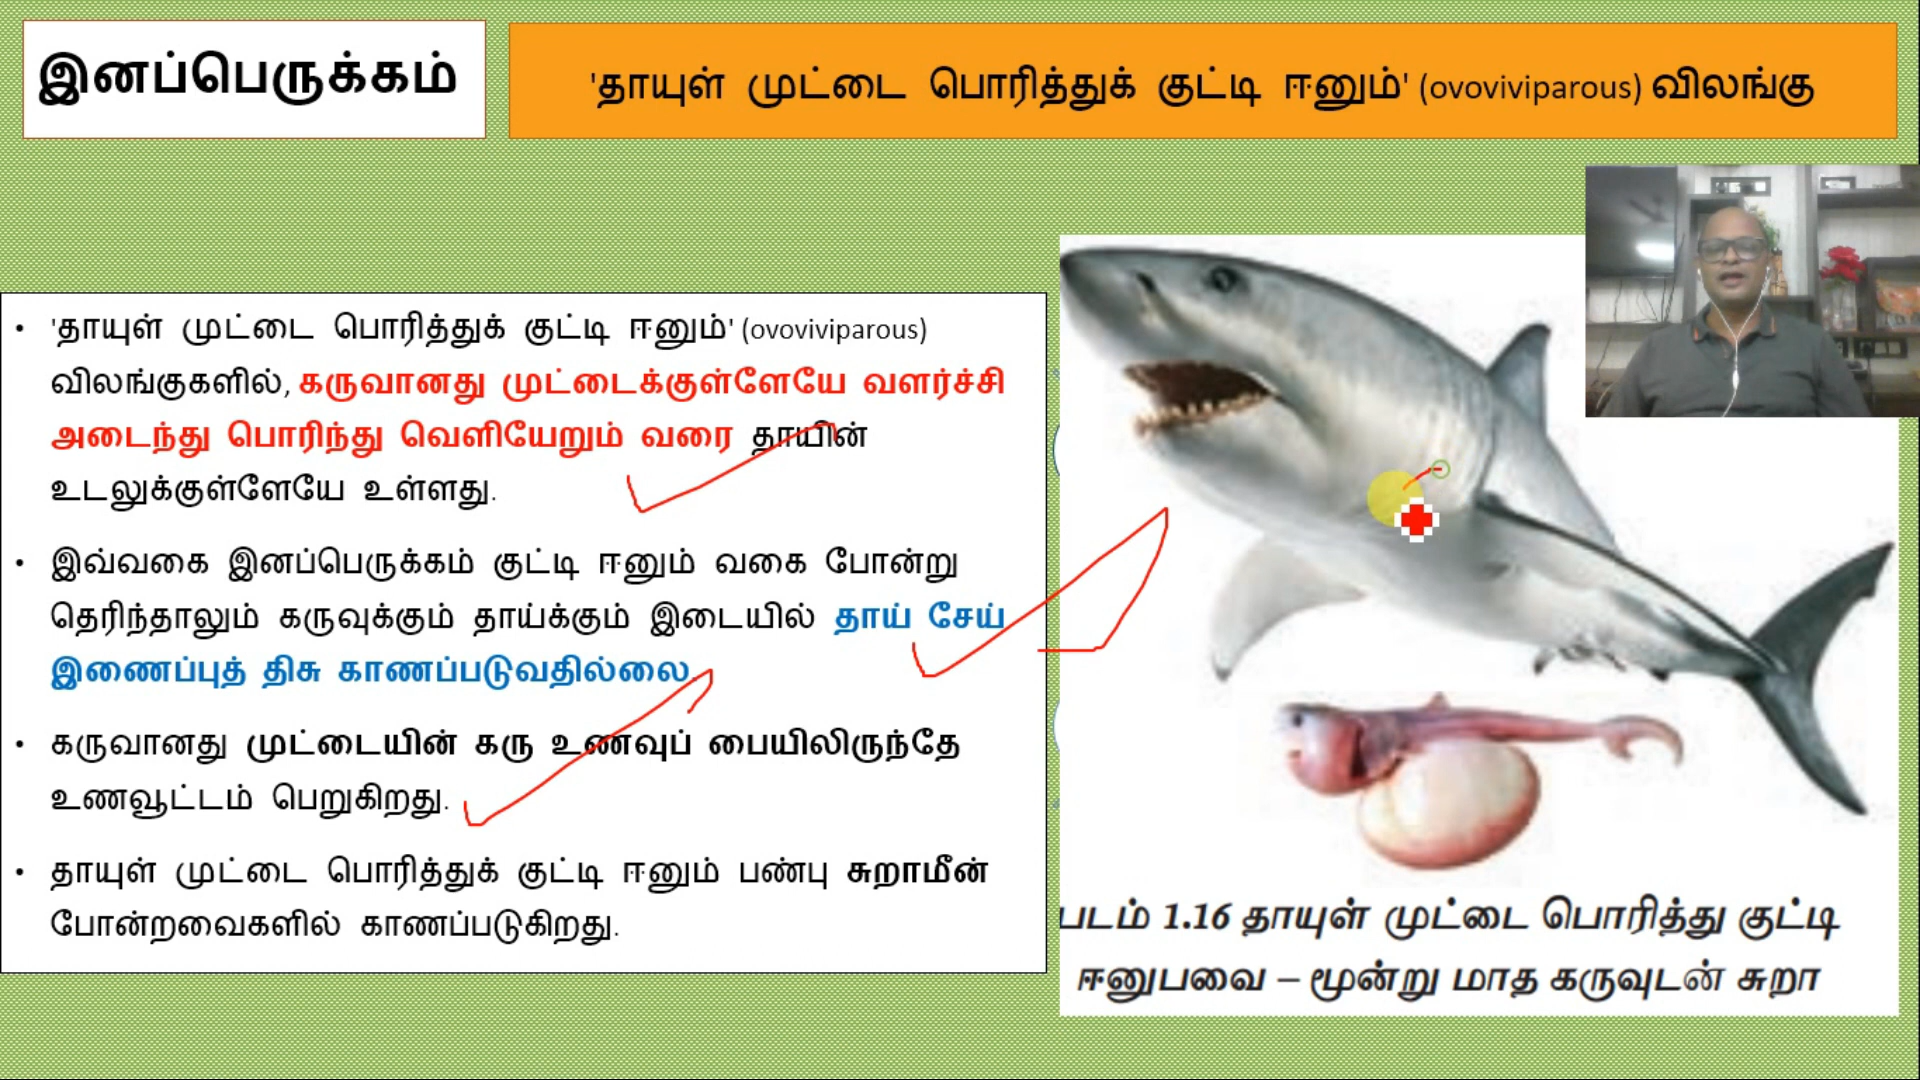 இனப்பெருக்கம்
'தாயுள் முட்டை பொரித்துக் குட்டி ஈனும்' (ovoviviparous) விலங்கு
• 'தாயுள் முட்டை பொரித்துக் குட்டி ஈனும்' (ovoviviparous)
விலங்குகளில், கருவானது முட்டைக்குள்ளேயே வளர்ச்சி
அடைந்து பொரிந்து வெளியேறும் வரை தாயின்
உடலுக்குள்ளேயே உள்ளது.
• இவ்வகை இனப்பெருக்கம் குட்டி ஈனும் வகை போன்று
தெரிந்தாலும் கருவுக்கும் தாய்க்கும் இடையில் தாய் சேய்
இணைப்புத் திசு காணப்படுவதில்லை.
• கருவானது முட்டையின் கரு உணவுப் பையிலிருந்தே
உணவூட்டம் பெறுகிறது.
• தாயுள் முட்டை பொரித்துக் குட்டி ஈனும் பண்பு சுறாமீன்
போன்றவைகளில் காணப்படுகிறது.
படம் 1.16 தாயுள் முட்டை பொரித்து குட்டி
ஈனுபவை – மூன்று மாத கருவுடன் சுறா